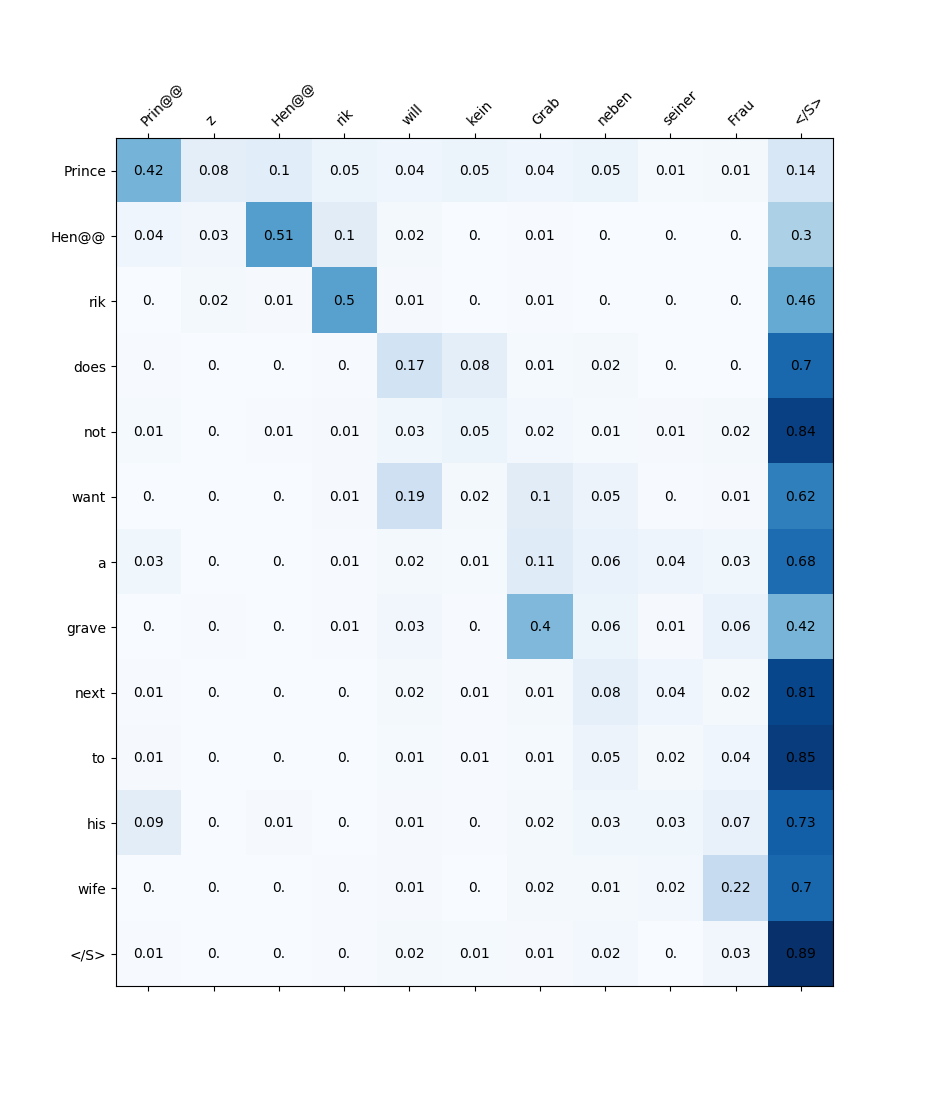 Prin@@ z Hen@@ rik will kein Grab neben seiner Frau </S>
Prince 0.42 0.08 0.1 0.05 0.04 0.05 0.04 0.05 0.01 0.01 0.14
Hen@@ 0.04 0.03 0.51 0.1 0.02 0. 0.01 0. 0. 0. 0.3
rik 0. 0.02 0.01 0.5 0.01 0. 0.01 0. 0. 0. 0.46
does 0. 0. 0. 0. 0.17 0.08 0.01 0.02 0. 0. 0.7
not 0.01 0. 0.01 0.01 0.03 0.05 0.02 0.01 0.01 0.02 0.84
want 0. 0. 0. 0.01 0.19 0.02 0.1 0.05 0. 0.01 0.62
a 0.03 0. 0. 0.01 0.02 0.01 0.11 0.06 0.04 0.03 0.68
grave 0. 0. 0. 0.01 0.03 0. 0.4 0.06 0.01 0.06 0.42
next 0.01 0. 0. 0. 0.02 0.01 0.01 0.08 0.04 0.02 0.81
to 0.01 0. 0. 0. 0.01 0.01 0.01 0.05 0.02 0.04 0.85
his 0.09 0. 0.01 0. 0.01 0. 0.02 0.03 0.03 0.07 0.73
wife 0. 0. 0. 0. 0.01 0. 0.02 0.01 0.02 0.22 0.7
</S> 0.01 0. 0. 0. 0.02 0.01 0.01 0.02 0. 0.03 0.89